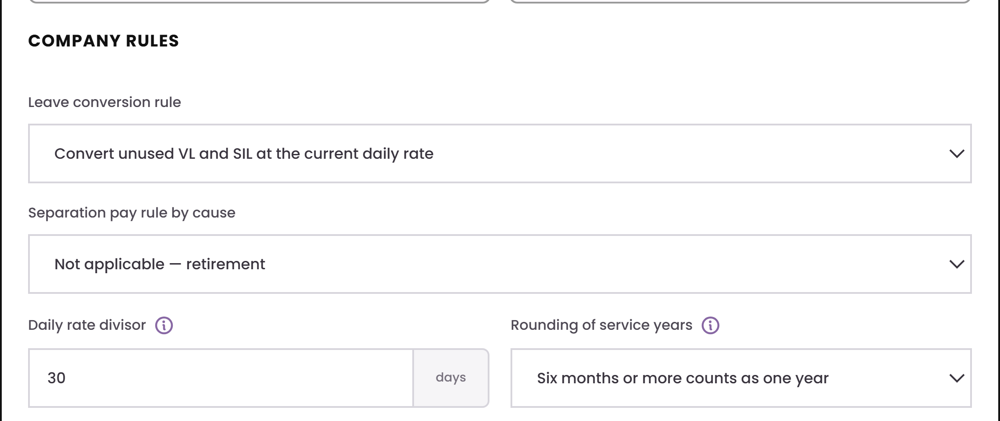 COMPANY RULES
Leave conversion rule
Convert unused VL and SIL at the current daily rate
Separation pay rule by cause
Not applicable — retirement
Daily rate divisor
Rounding of service years
30
days
Six months or more counts as one year